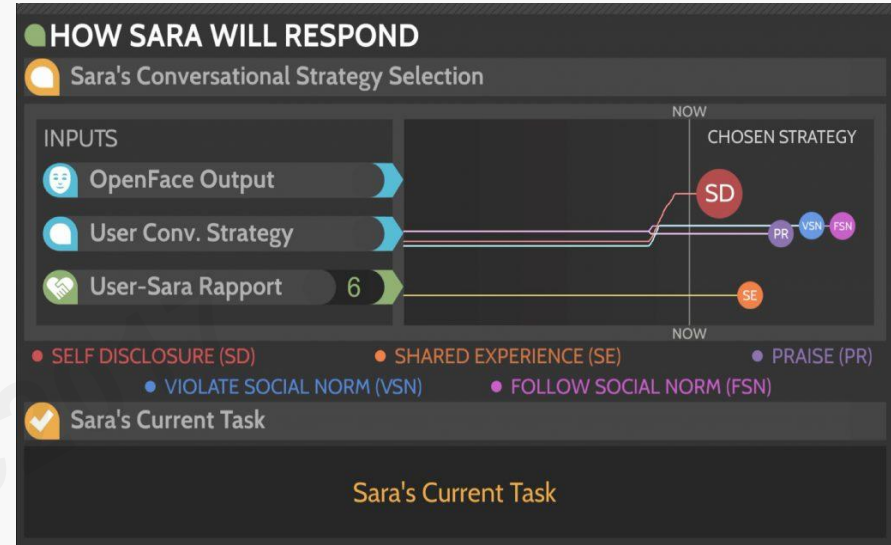 HOW SARA WILL RESPOND
Sara's Conversational Strategy Selection
NOW
INPUTS
CHOSEN STRATEGY
OpenFace Output
SD
User Conv. Strategy
PR
VSN
FSN
User-Sara Rapport 6
SE
NOW
SELF DISCLOSURE (SD) SHARED EXPERIENCE (SE) PRAISE (PR)
VIOLATE SOCIAL NORM (VSN) FOLLOW SOCIAL NORM (FSN)
Sara's Current Task
Sara's Current Task